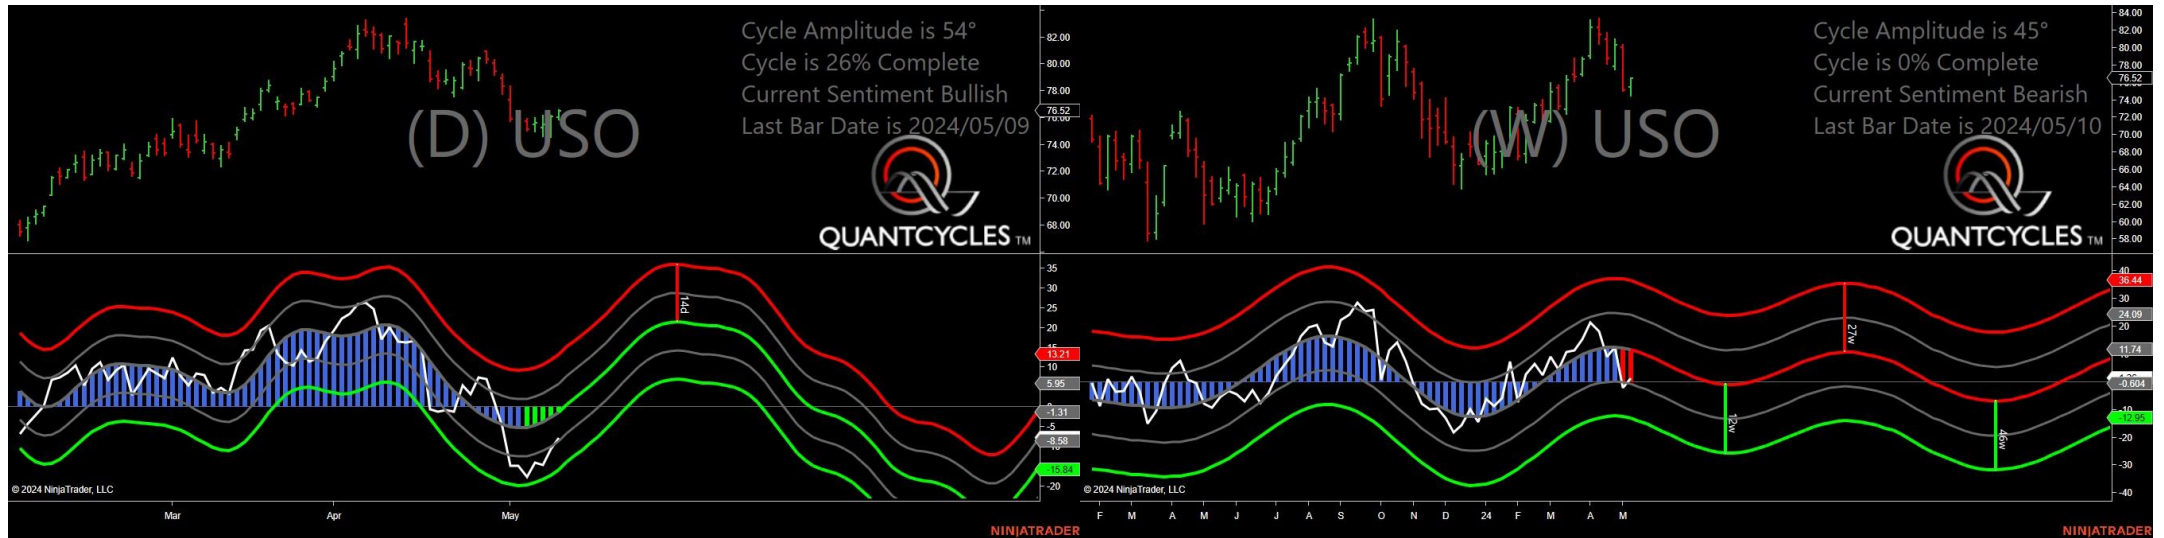 Cycle Amplitude is 54°
Cycle is 26% Complete
Current Sentiment Bullish
Last Bar Date is 2024/05/09
(D) USO
QUANTCYCLES TM
82.00
80.00
78.00
76.52
76.00
74.00
72.00
70.00
68.00
35
30
25
20
15
13.21
10
5.95
0
-1.31
-5
-8.58
-15.84
-20
14d
© 2024 NinjaTrader, LLC
Mar
Apr
May
NINJATRADER
Cycle Amplitude is 45°
Cycle is 0% Complete
Current Sentiment Bearish
Last Bar Date is 2024/05/10
(W) USO
QUANTCYCLES TM
84.00
82.00
80.00
78.00
76.52
74.00
72.00
70.00
68.00
66.00
64.00
62.00
60.00
58.00
40
36.44
30
24.09
20
11.74
-0.604
-10
-12.95
-20
-30
-40
27w
12w
46w
© 2024 NinjaTrader, LLC
F M A M J J A S O N D 24 F M A M
NINJATRADER